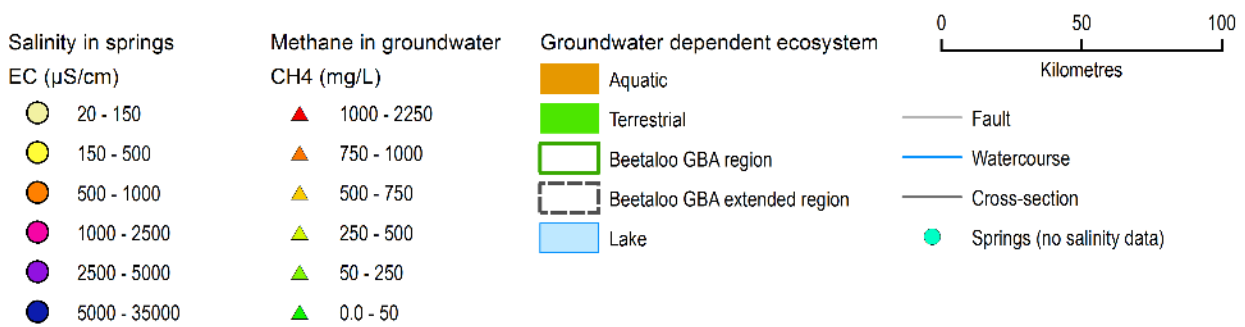 Salinity in springs
EC (µS/cm)
20 - 150
150 - 500
500 - 1000
1000 - 2500
2500 - 5000
5000 - 35000
Methane in groundwater
CH4 (mg/L)
1000 - 2250
750 - 1000
500 - 750
250 - 500
50 - 250
0.0 - 50
Groundwater dependent ecosystem
Aquatic
Terrestrial
Beetaloo GBA region
Beetaloo GBA extended region
Lake
0 50 100
Kilometres
Fault
Watercourse
Cross-section
Springs (no salinity data)